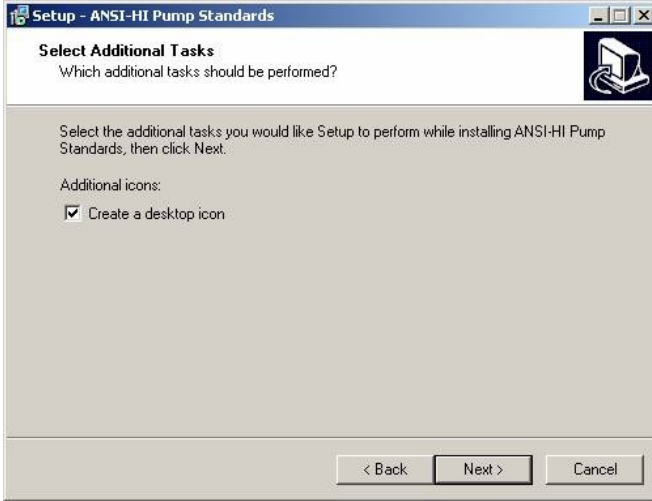 Setup - ANSI-HI Pump Standards
Select Additional Tasks
Which additional tasks should be performed?
Select the additional tasks you would like Setup to perform while installing ANSI-HI Pump
Standards, then click Next.
Additional icons:
Create a desktop icon
< Back Next > Cancel